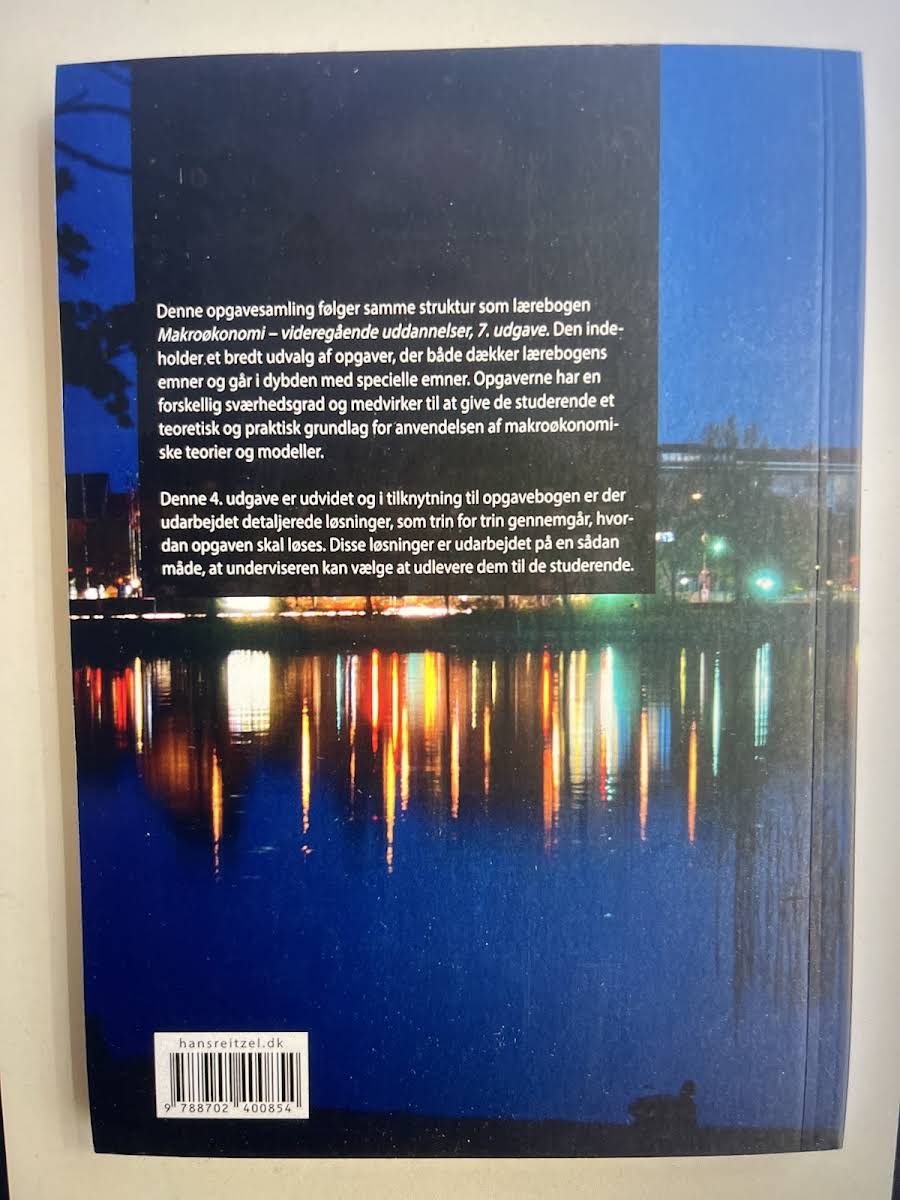 Denne opgavesamling følger samme struktur som lærebogen
Makroøkonomi – videregående uddannelser, 7. udgave. Den inde-
holder et bredt udvalg af opgaver, der både dækker lærebogens
emner og går i dybden med specielle emner. Opgaverne har en
forskellig sværhedsgrad og medvirker til at give de studerende et
teoretisk og praktisk grundlag for anvendelsen af makroøkonomi-
ske teorier og modeller.
Denne 4. udgave er udvidet og i tilknytning til opgavebogen er der
udarbejdet detaljerede løsninger, som trin for trin gennemgår, hvor-
dan opgaven skal løses. Disse løsninger er udarbejdet på en sådan
måde, at underviseren kan vælge at udlevere dem til de studerende.
hansreitzel.dk
9 788702 400854